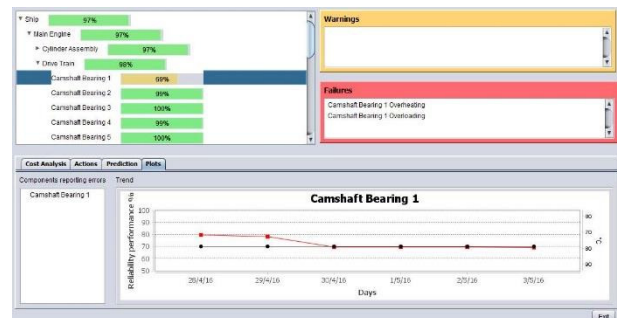 Ship 97%
Main Engine 97%
Cylinder Assembly 97%
Drive Train 98%
Camshaft Bearing 1 69%
Camshaft Bearing 2 99%
Camshaft Bearing 3 100%
Camshaft Bearing 4 99%
Camshaft Bearing 5 100%
Warnings
Failures
Camshaft Bearing 1 Overheating
Camshaft Bearing 1 Overloading
Cost Analysis Actions Prediction Plots
Components reporting errors Trend
Camshaft Bearing 1
Camshaft Bearing 1
Reliability performance %
100
90
80
70
60
50
28/4/16 29/4/16 30/4/16 1/5/16 2/5/16 3/5/16
Days
°C
Exit